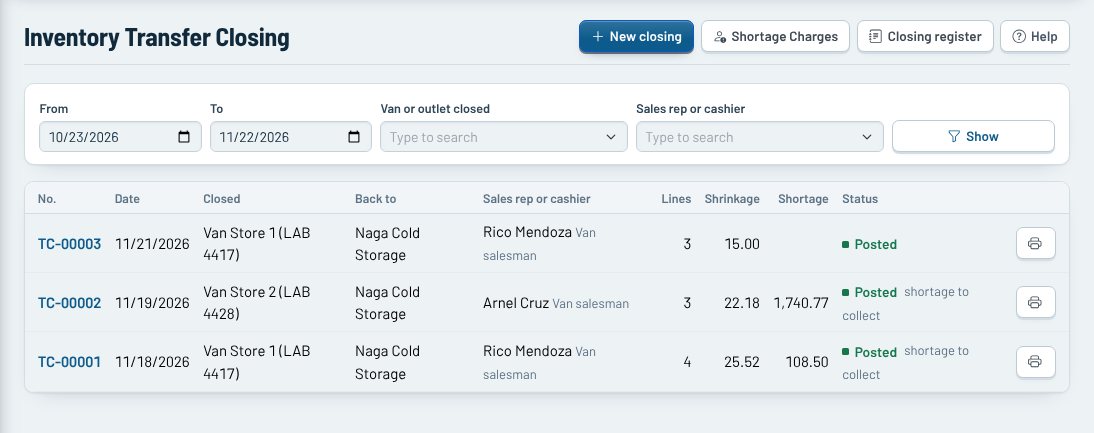 Inventory Transfer Closing
New closing
Shortage Charges
Closing register
Help
From
To
Van or outlet closed
Sales rep or cashier
10/23/2026
11/22/2026
Type to search
Type to search
Show
No. Date Closed Back to Sales rep or cashier Lines Shrinkage Shortage Status
TC-00003 11/21/2026 Van Store 1 (LAB 4417) Naga Cold Storage Rico Mendoza Van salesman 3 15.00 Posted
TC-00002 11/19/2026 Van Store 2 (LAB 4428) Naga Cold Storage Arnel Cruz Van salesman 3 22.18 1,740.77 Posted shortage to collect
TC-00001 11/18/2026 Van Store 1 (LAB 4417) Naga Cold Storage Rico Mendoza Van salesman 4 25.52 108.50 Posted shortage to collect